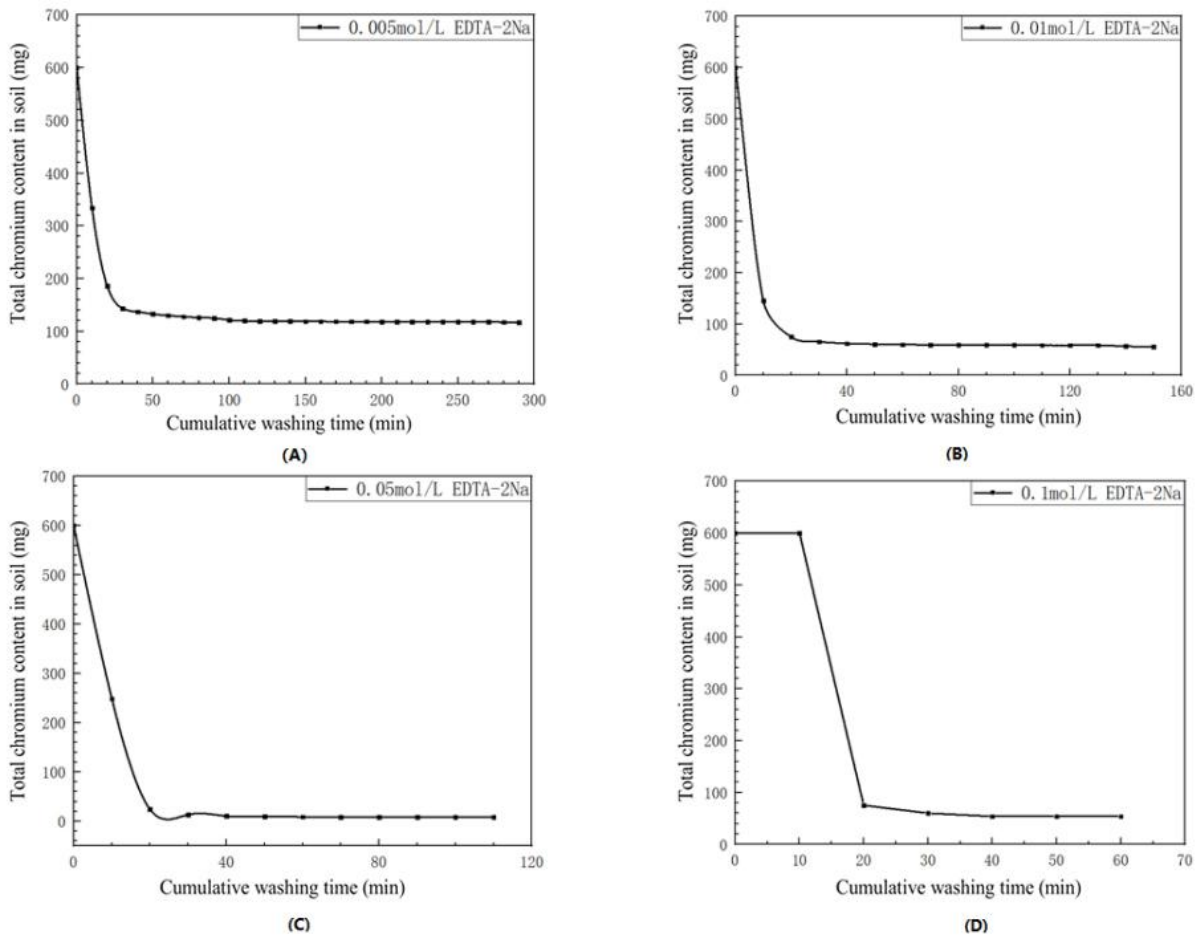 0.005mol/L EDTA-2Na
Total chromium content in soil (mg)
700
600
500
400
300
200
100
0
0 50 100 150 200 250 300
Cumulative washing time (min)
(A)
0.01mol/L EDTA-2Na
Total chromium content in soil (mg)
700
600
500
400
300
200
100
0
0 40 80 120 160
Cumulative washing time (min)
(B)
0.05mol/L EDTA-2Na
Total chromium content in soil (mg)
700
600
500
400
300
200
100
0
0 40 80 120
Cumulative washing time (min)
(C)
0.1mol/L EDTA-2Na
Total chromium content in soil (mg)
700
600
500
400
300
200
100
0
0 10 20 30 40 50 60 70
Cumulative washing time (min)
(D)